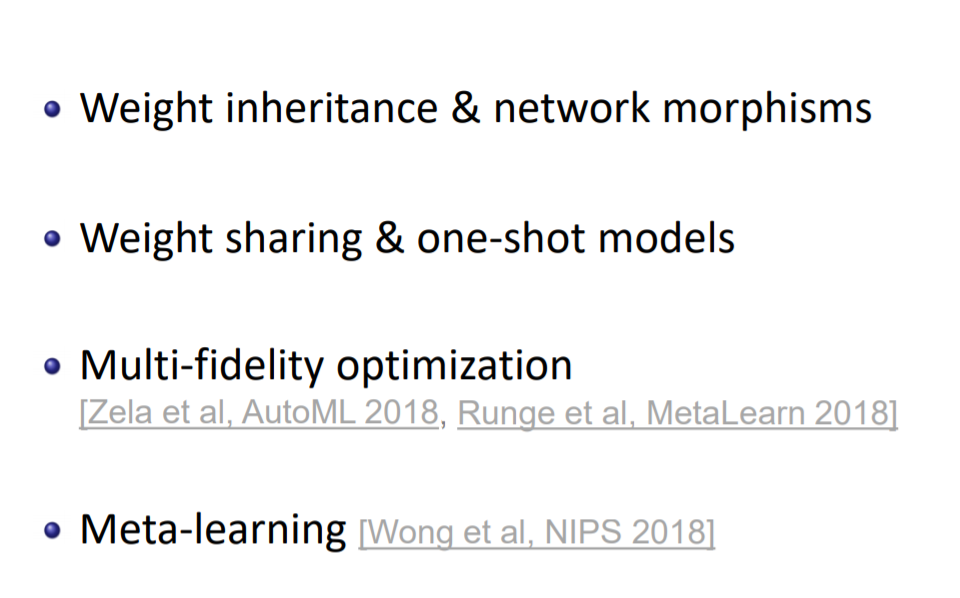 Weight inheritance & network morphisms
Weight sharing & one-shot models
Multi-fidelity optimization
[Zela et al, AutoML 2018, Runge et al, MetaLearn 2018]
Meta-learning [Wong et al, NIPS 2018]